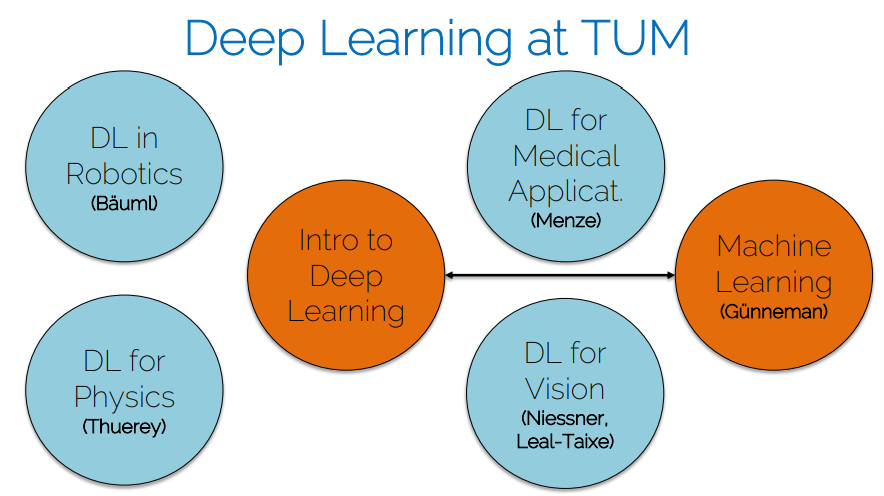 Deep Learning at TUM
DL in
Robotics
(Bäuml)
DL for
Medical
Applicat.
(Menze)
Intro to
Deep
Learning
Machine
Learning
(Günneman)
DL for
Physics
(Thuerey)
DL for
Vision
(Niessner,
Leal-Taixe)